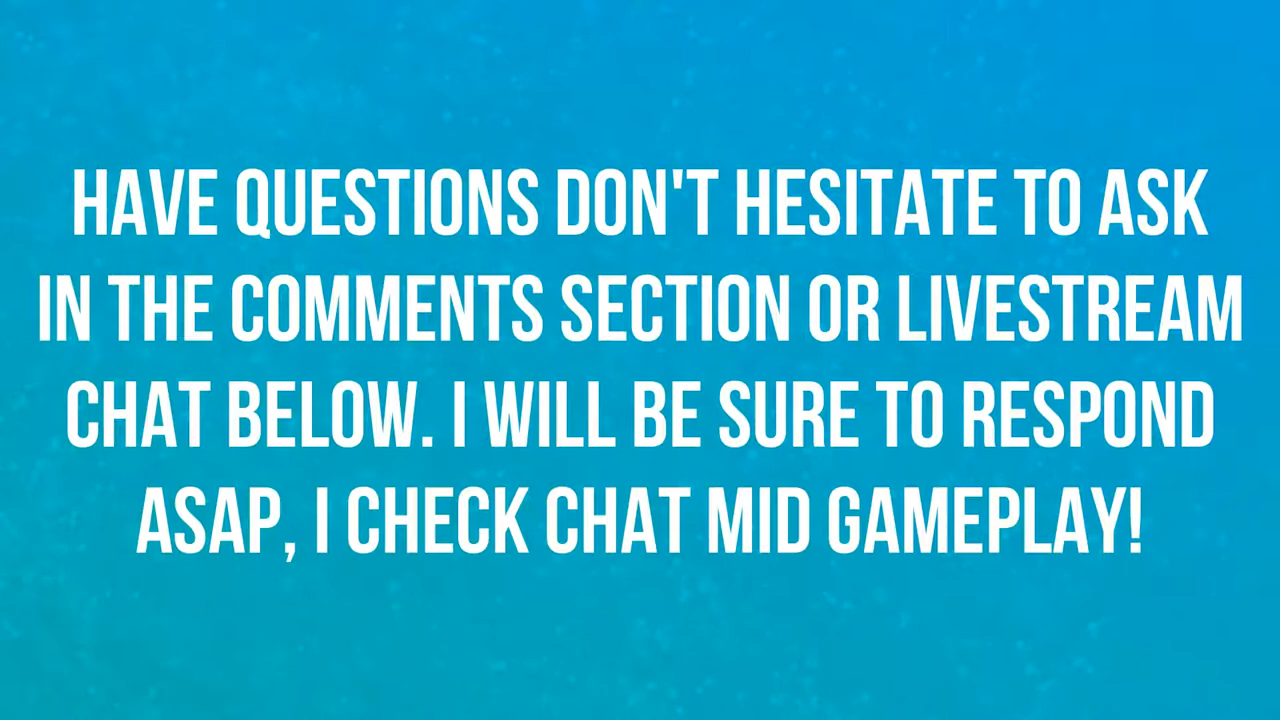 HAVE QUESTIONS DON'T HESITATE TO ASK
IN THE COMMENTS SECTION OR LIVESTREAM
CHAT BELOW. I WILL BE SURE TO RESPOND
ASAP, I CHECK CHAT MID GAMEPLAY!